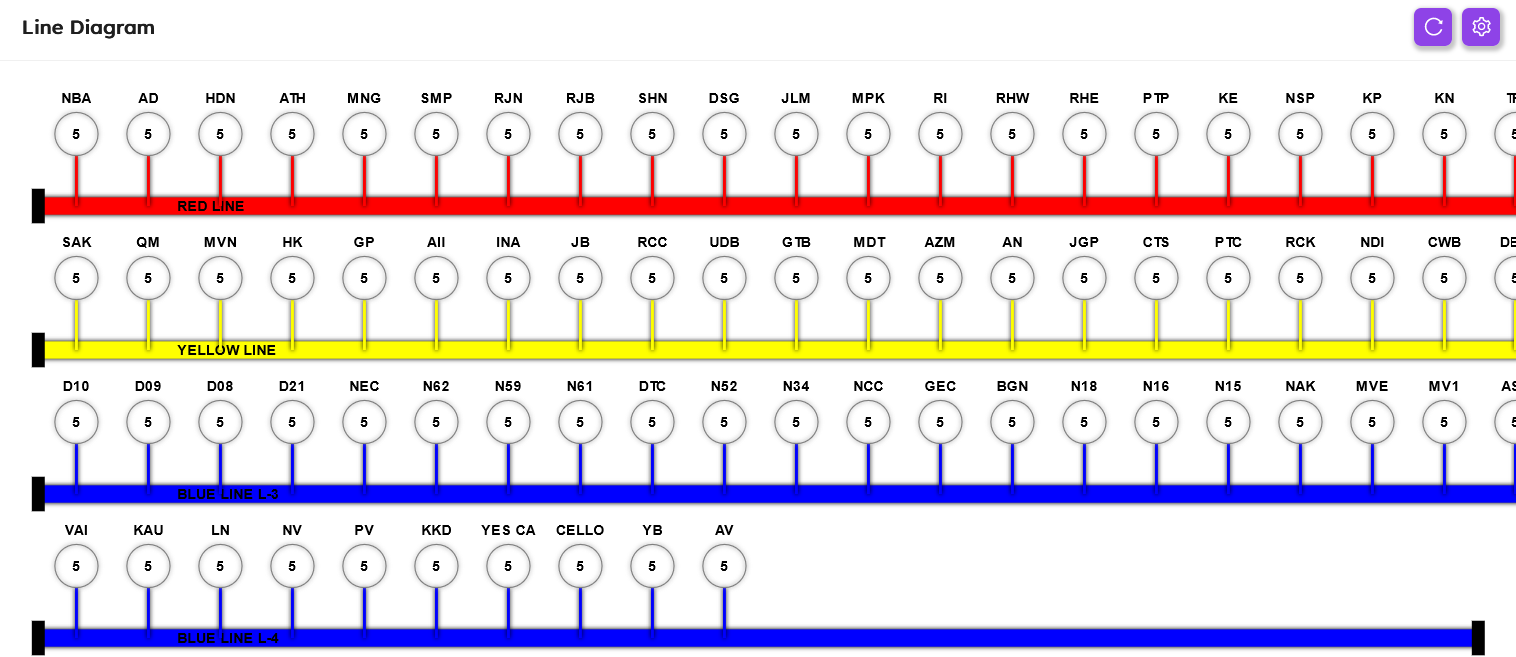 Line Diagram
NBA AD HDN ATH MNG SMP RJN RJB SHN DSG JLM MPK RI RHW RHE PTP KE NSP KP KN
5 5 5 5 5 5 5 5 5 5 5 5 5 5 5 5 5 5 5 5 5
RED LINE
SAK QM MVN HK GP AII INA JB RCC UDB GTB MDT AZM AN JGP CTS PTC RCK NDI CWB
5 5 5 5 5 5 5 5 5 5 5 5 5 5 5 5 5 5 5 5 5
YELLOW LINE
D10 D09 D08 D21 NEC N62 N59 N61 DTC N52 N34 NCC GEC BGN N18 N16 N15 NAK MVE MV1
5 5 5 5 5 5 5 5 5 5 5 5 5 5 5 5 5 5 5 5 5
BLUE LINE L-3
VAI KAU LN NV PV KKD YES CA CELLO YB AV
5 5 5 5 5 5 5 5 5 5
BLUE LINE L-4